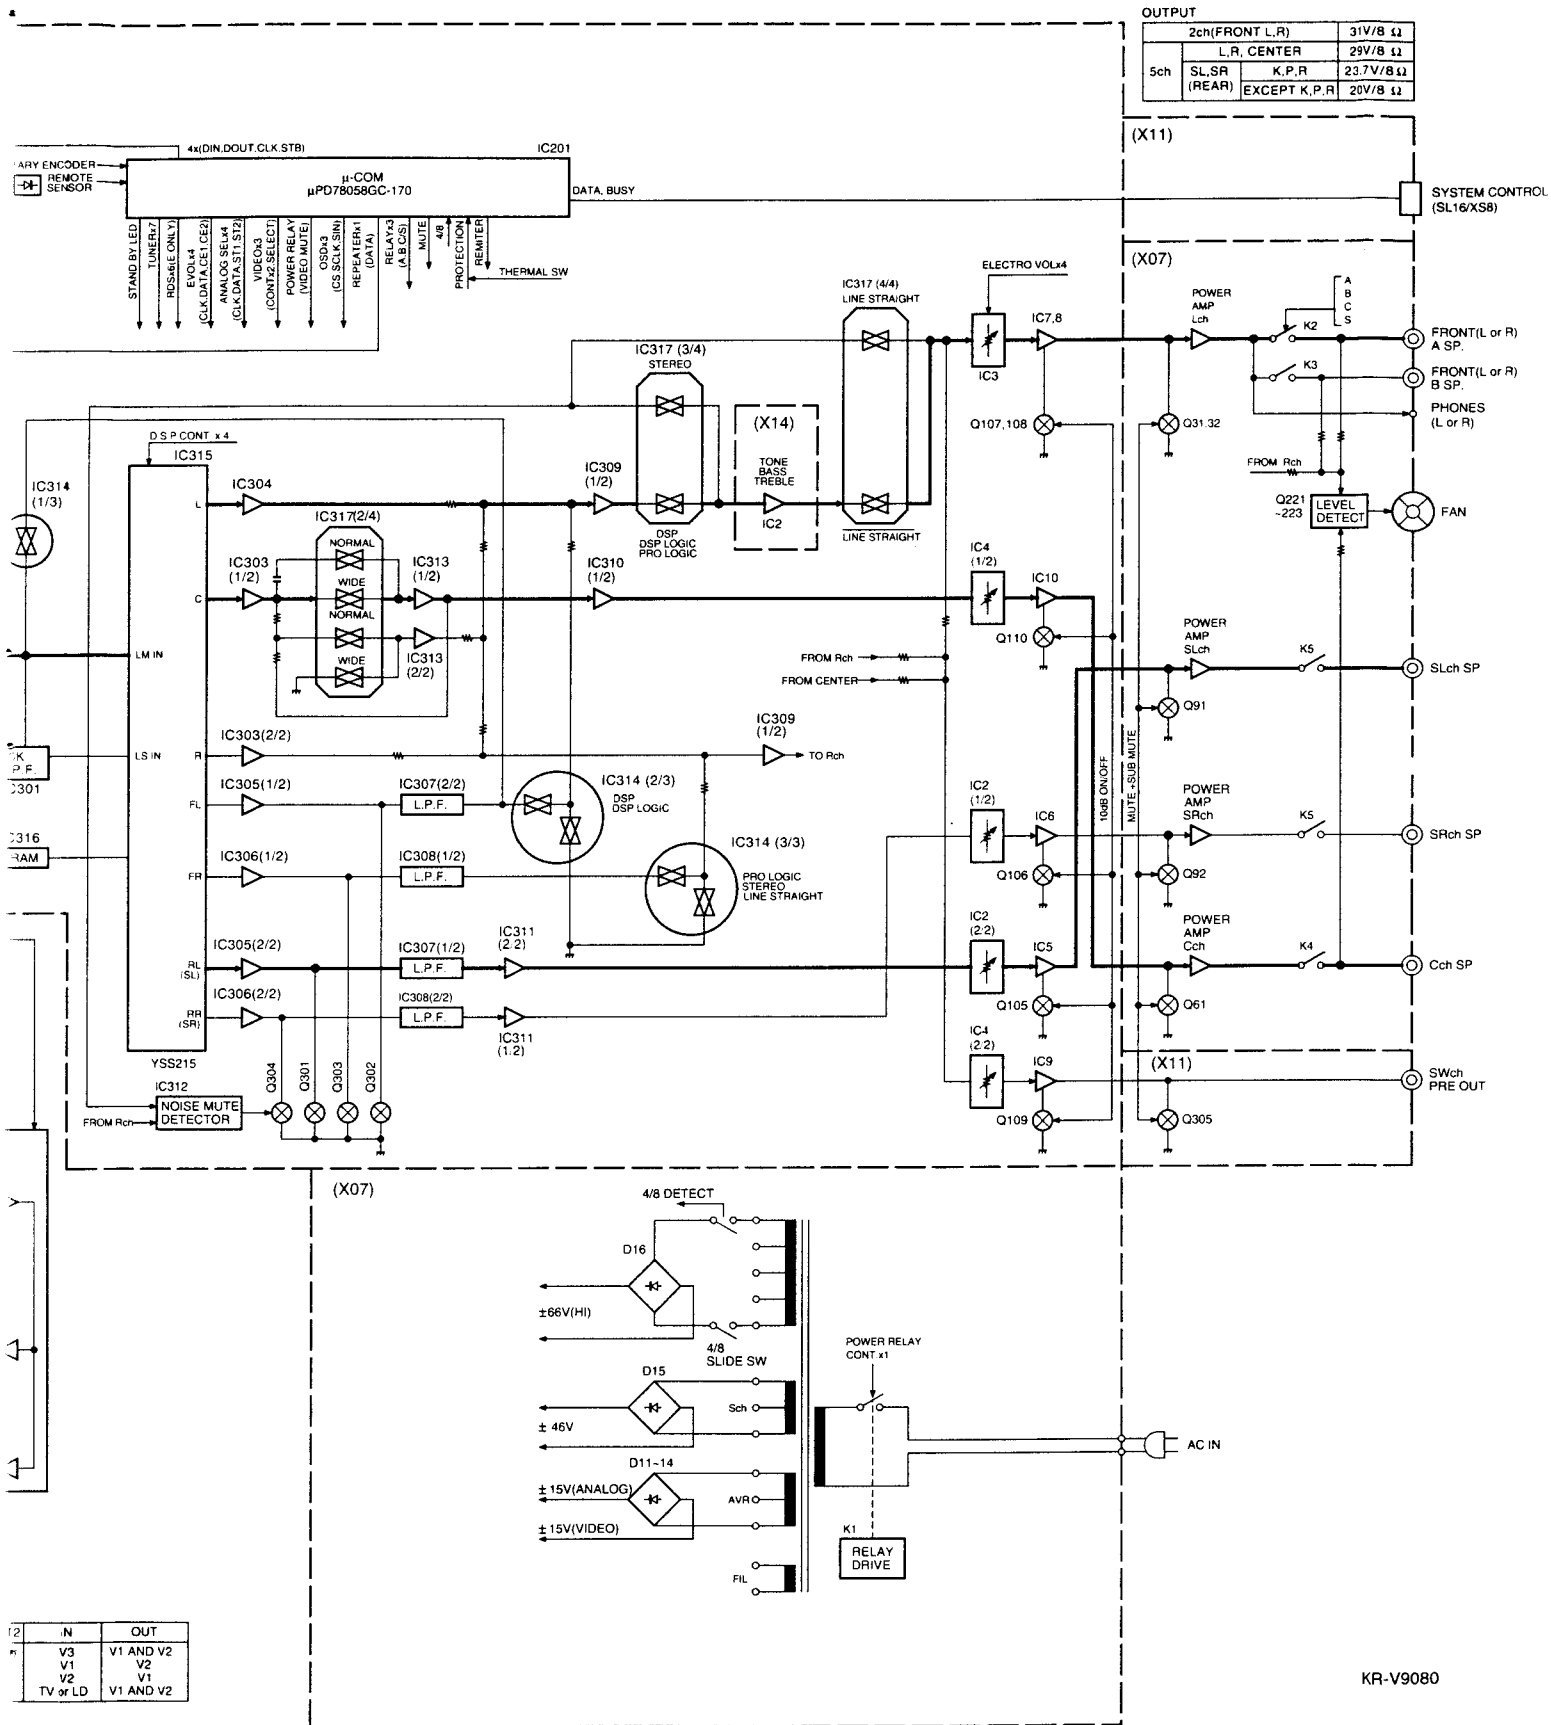 OUTPUT
2ch(FRONT L,R) 31V/8 Ω
5ch L,R, CENTER 29V/8 Ω
SL,SR (REAR) K,P,R 23.7V/8 Ω
EXCEPT K,P,R 20V/8 Ω
(X11)
4x(DIN,DOUT.CLK.STB)
IC201
ARY ENCODER
REMOTE
SENSOR
μ-COM
μPD78058GC-170
DATA, BUSY
SYSTEM CONTROL
(SL16/XS8)
STAND BY LED
TUNERx7
RDSx6(E ONLY)
EVOLx4
(CLK,DATA,CE1,CE2)
ANALOG SELx4
(CLK,DATA,ST1,ST2)
VIDEOx3
(CONTx2,SELECT)
POWER RELAY
(VIDEO MUTE)
OSDx3
(CS,SCLK,SIN)
REPEATERx1
(DATA)
RELAYx3
(A,B,C/S)
MUTE
4/8
PROTECTION
REMITER
THERMAL SW
(X07)
ELECTRO VOLx4
IC317 (4/4)
LINE STRAIGHT
IC3
IC7,8
POWER
AMP
Lch
A
B
C
S
K2
FRONT(L or R)
A SP.
K3
FRONT(L or R)
B SP.
PHONES
(L or R)
IC317 (3/4)
STEREO
Q107,108
Q31.32
FROM Rch
(X14)
TONE
BASS
TREBLE
IC2
DSP
DSP LOGIC
PRO LOGIC
LINE STRAIGHT
Q221
~223
LEVEL
DETECT
FAN
D S P CONT x 4
IC315
IC314
(1/3)
L
IC304
IC309
(1/2)
IC317(2/4)
NORMAL
WIDE
NORMAL
WIDE
IC303
(1/2)
IC313
(1/2)
IC310
(1/2)
IC4
(1/2)
IC10
C
IC313
(2/2)
LM IN
Q110
FROM Rch
FROM CENTER
POWER
AMP
SLch
K5
SLch SP
Q91
IC303(2/2)
R
LS IN
P.F.
IC309
(1/2)
TO Rch
10dB ON/OFF
MUTE,+SUB MUTE
IC305(1/2)
FL
IC307(2/2)
L.P.F.
IC314 (2/3)
DSP
DSP LOGIC
IC2
(1/2)
IC6
POWER
AMP
SRch
K5
SRch SP
RAM
IC306(1/2)
FR
IC308(1/2)
L.P.F.
IC314 (3/3)
PRO LOGIC
STEREO
LINE STRAIGHT
Q106
Q92
IC305(2/2)
RL
(SL)
IC307(1/2)
L.P.F.
IC311
(2.2)
IC2
(2/2)
IC5
POWER
AMP
Cch
K4
Cch SP
IC306(2/2)
RR
(SR)
IC308(2/2)
L.P.F.
IC311
(1.2)
Q105
Q61
YSS215
IC4
(2.2)
IC9
(X11)
SWch
PRE OUT
IC312
NOISE MUTE
DETECTOR
FROM Rch
Q304
Q301
Q303
Q302
Q109
Q305
(X07)
4/8 DETECT
D16
±66V(HI)
4/8
SLIDE SW
POWER RELAY
CONT.x1
D15
Sch
± 46V
AC IN
D11~14
± 15V(ANALOG)
AVR
± 15V(VIDEO)
K1
RELAY
DRIVE
FIL
IN OUT
V3 V1 AND V2
V1 V2
V2 V1
TV or LD V1 AND V2
KR-V9080